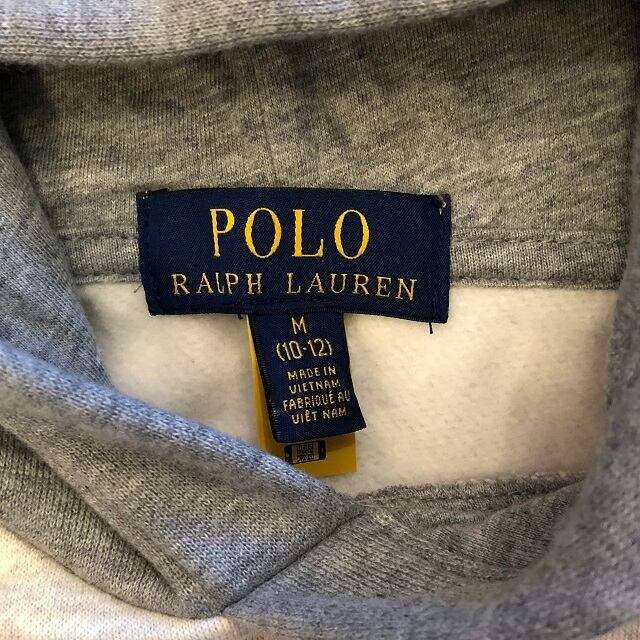 POLO
RALPH LAUREN
M
(10-12)
MADE IN
VIETNAM
FABRIQUÉ AU
VIÊT NAM